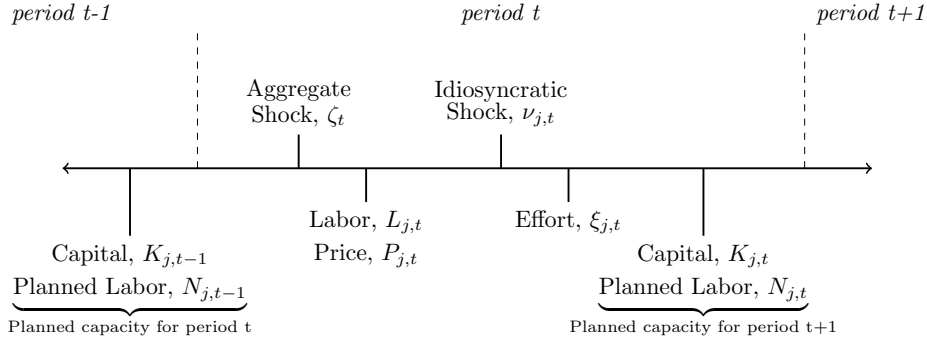 period t-1
period t
period t+1
Aggregate
Shock, ζ_t
Idiosyncratic
Shock, ν_{j,t}
Labor, L_{j,t}
Price, P_{j,t}
Effort, ξ_{j,t}
Capital, K_{j,t−1}
Planned Labor, N_{j,t−1}
Planned capacity for period t
Capital, K_{j,t}
Planned Labor, N_{j,t}
Planned capacity for period t+1